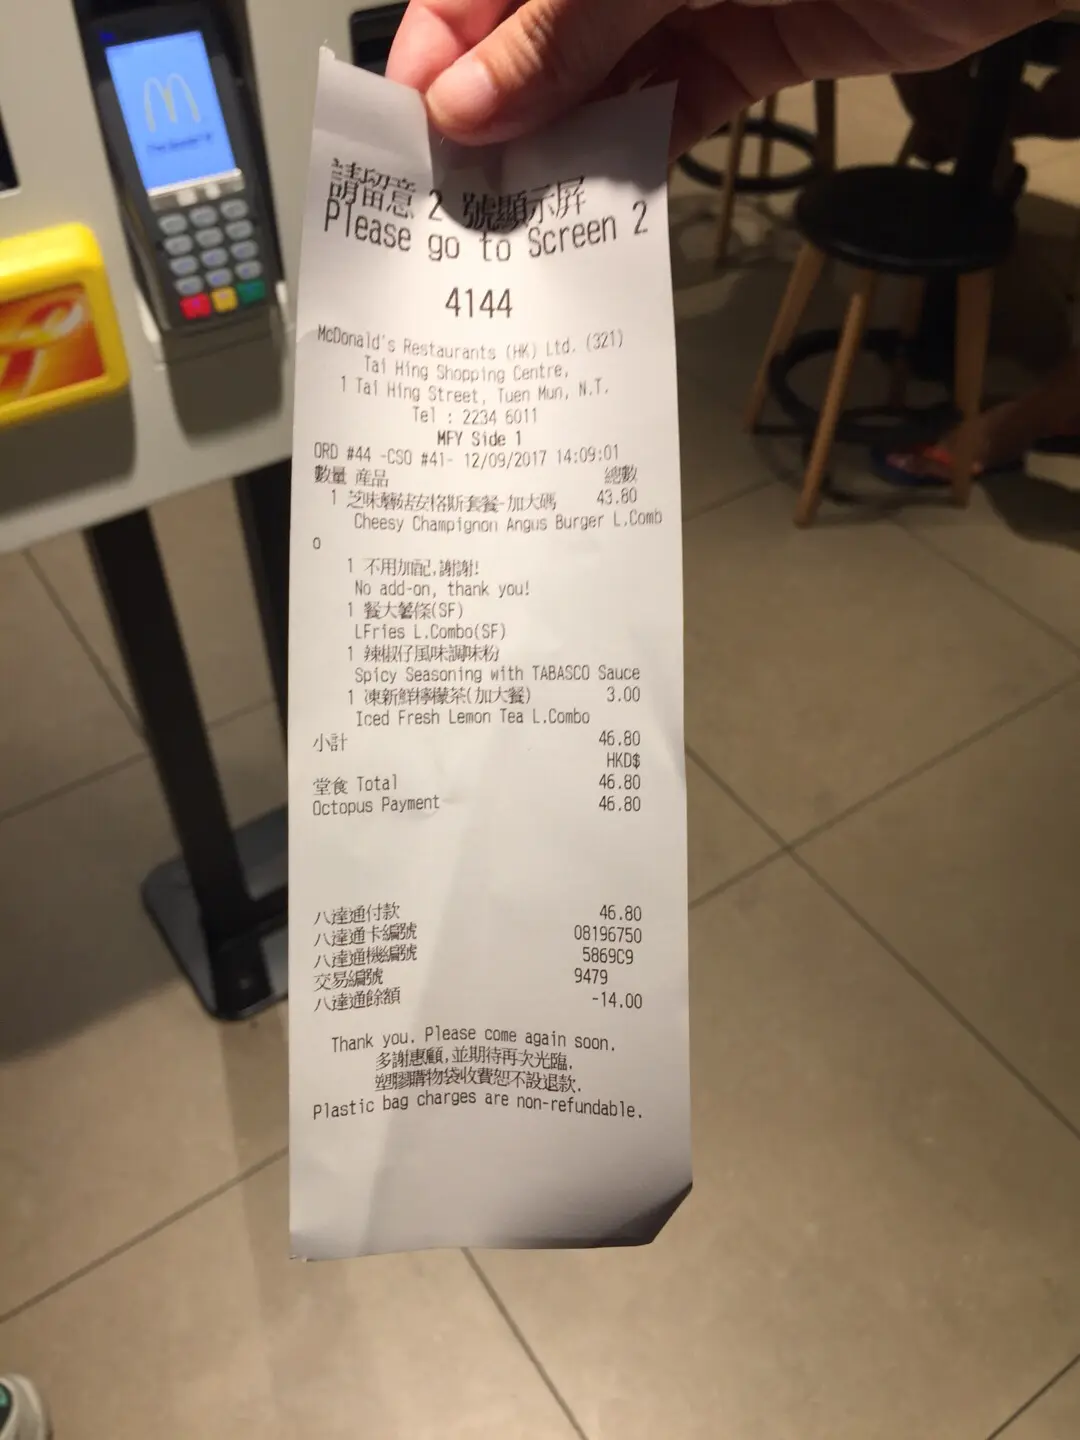 請留意 2 號顯示屏
Please go to Screen 2
4144
McDonald's Restaurants (HK) Ltd. (321)
Tai Hing Shopping Centre,
1 Tai Hing Street, Tuen Mun, N.T.
Tel : 2234 6011
MFY Side 1
ORD #44 -CSO #41- 12/09/2017 14:09:01
數量 產品 總數
1 芝味蘑菇安格斯套餐-加大碼 43.80
Cheesy Champignon Angus Burger L.Comb
o
1 不用加配,謝謝!
No add-on, thank you!
1 餐大薯條(SF)
LFries L.Combo(SF)
1 辣椒仔風味調味粉
Spicy Seasoning with TABASCO Sauce
1 凍新鮮檸檬茶(加大餐) 3.00
Iced Fresh Lemon Tea L.Combo
小計 46.80
HKD$
堂食 Total 46.80
Octopus Payment 46.80
八達通付款 46.80
八達通卡編號 08196750
八達通機編號 5869C9
交易編號 9479
八達通餘額 -14.00
Thank you. Please come again soon.
多謝惠顧,並期待再次光臨.
塑膠購物袋收費恕不設退款.
Plastic bag charges are non-refundable.